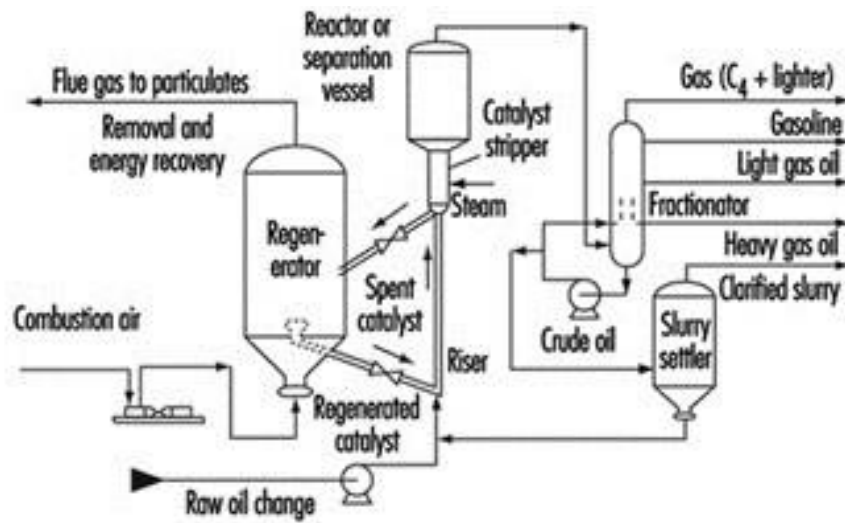 Reactor or
separation
vessel
Flue gas to particulates
Removal and
energy recovery
Catalyst
stripper
Gas (C₄ + lighter)
Gasoline
Light gas oil
Fractionator
Heavy gas oil
Clarified slurry
Steam
Regen-
erator
Spent
catalyst
Combustion air
Crude oil
Slurry
settler
Riser
Regenerated
catalyst
Raw oil change